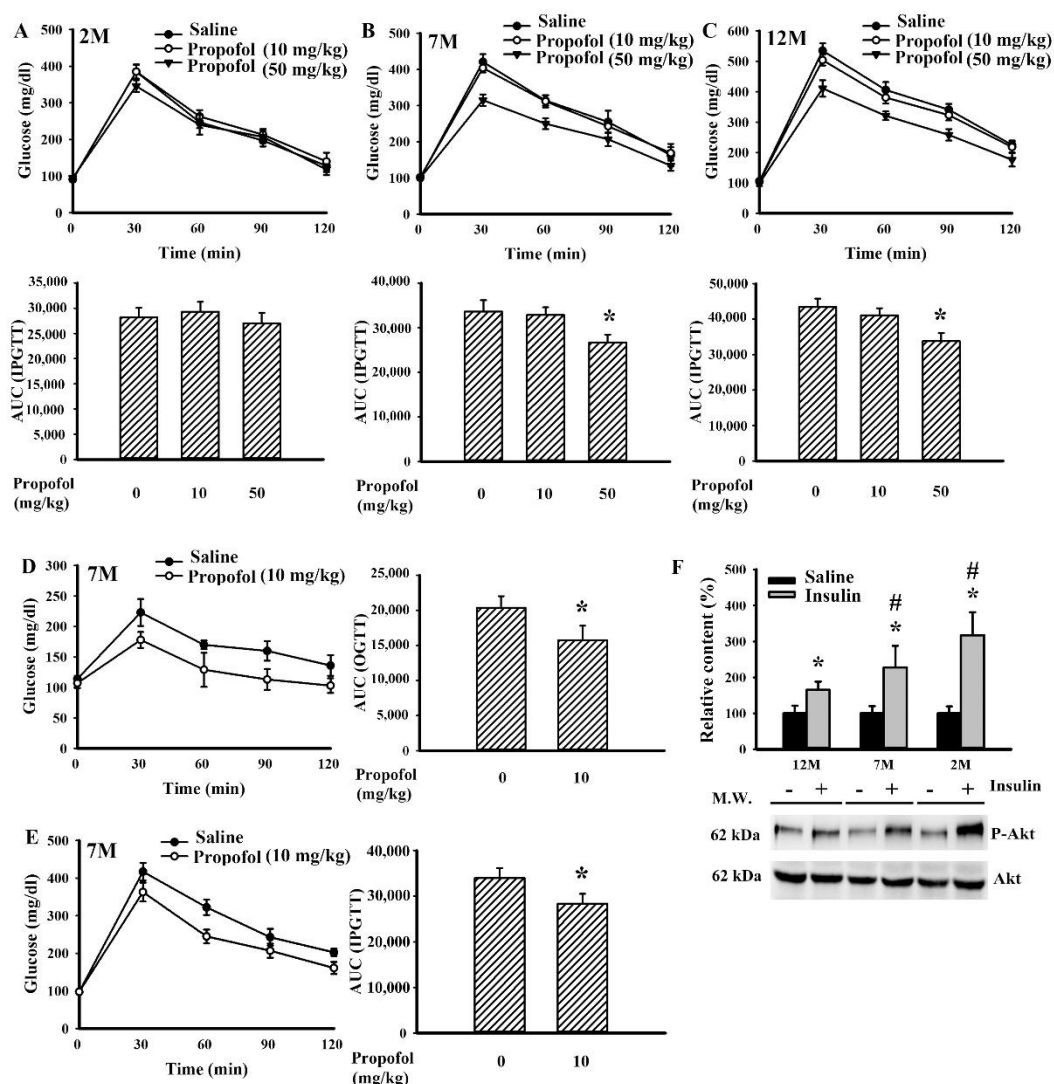 A
2M
Saline
Propofol (10 mg/kg)
Propofol (50 mg/kg)
Glucose (mg/dl)
500
400
300
200
100
0
0 30 60 90 120
Time (min)
B
7M
Saline
Propofol (10 mg/kg)
Propofol (50 mg/kg)
Glucose (mg/dl)
500
400
300
200
100
0
0 30 60 90 120
Time (min)
C
12M
Saline
Propofol (10 mg/kg)
Propofol (50 mg/kg)
Glucose (mg/dl)
600
500
400
300
200
100
0
0 30 60 90 120
Time (min)
AUC (IPGTT)
35,000
30,000
25,000
20,000
15,000
10,000
5,000
0
Propofol
(mg/kg)
0 10 50
AUC (IPGTT)
40,000
30,000
20,000
10,000
0
*
Propofol
(mg/kg)
0 10 50
AUC (IPGTT)
50,000
40,000
30,000
20,000
10,000
0
*
Propofol
(mg/kg)
0 10 50
D
7M
Saline
Propofol (10 mg/kg)
Glucose (mg/dl)
300
250
200
150
100
50
0
0 30 60 90 120
Time (min)
AUC (OGTT)
25,000
20,000
15,000
10,000
5,000
0
*
Propofol
(mg/kg)
0 10
E
7M
Saline
Propofol (10 mg/kg)
Glucose (mg/dl)
500
400
300
200
100
0
0 30 60 90 120
Time (min)
AUC (IPGTT)
40,000
30,000
20,000
10,000
0
*
Propofol
(mg/kg)
0 10
F
Saline
Insulin
Relative content (%)
500
400
300
200
100
0
*
#
*
#
*
12M 7M 2M
- + - + - + Insulin
M.W.
62 kDa P-Akt
62 kDa Akt